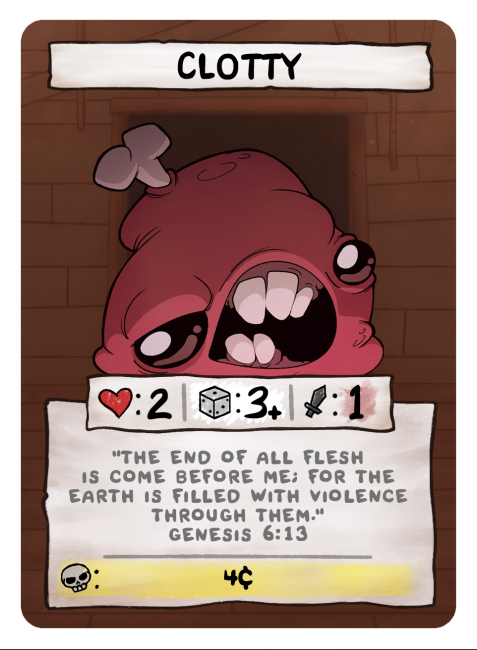 CLOTTY
:2 :3+ :1
"THE END OF ALL FLESH
IS COME BEFORE ME; FOR THE
EARTH IS FILLED WITH VIOLENCE
THROUGH THEM."
GENESIS 6:13
: 4¢